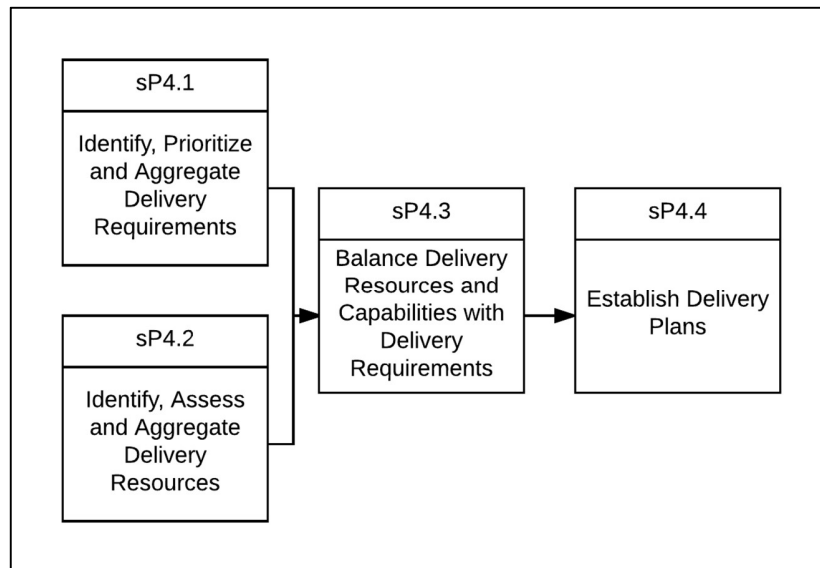 sP4.1
Identify, Prioritize
and Aggregate
Delivery
Requirements
sP4.2
Identify, Assess
and Aggregate
Delivery
Resources
sP4.3
Balance Delivery
Resources and
Capabilities with
Delivery
Requirements
sP4.4
Establish Delivery
Plans